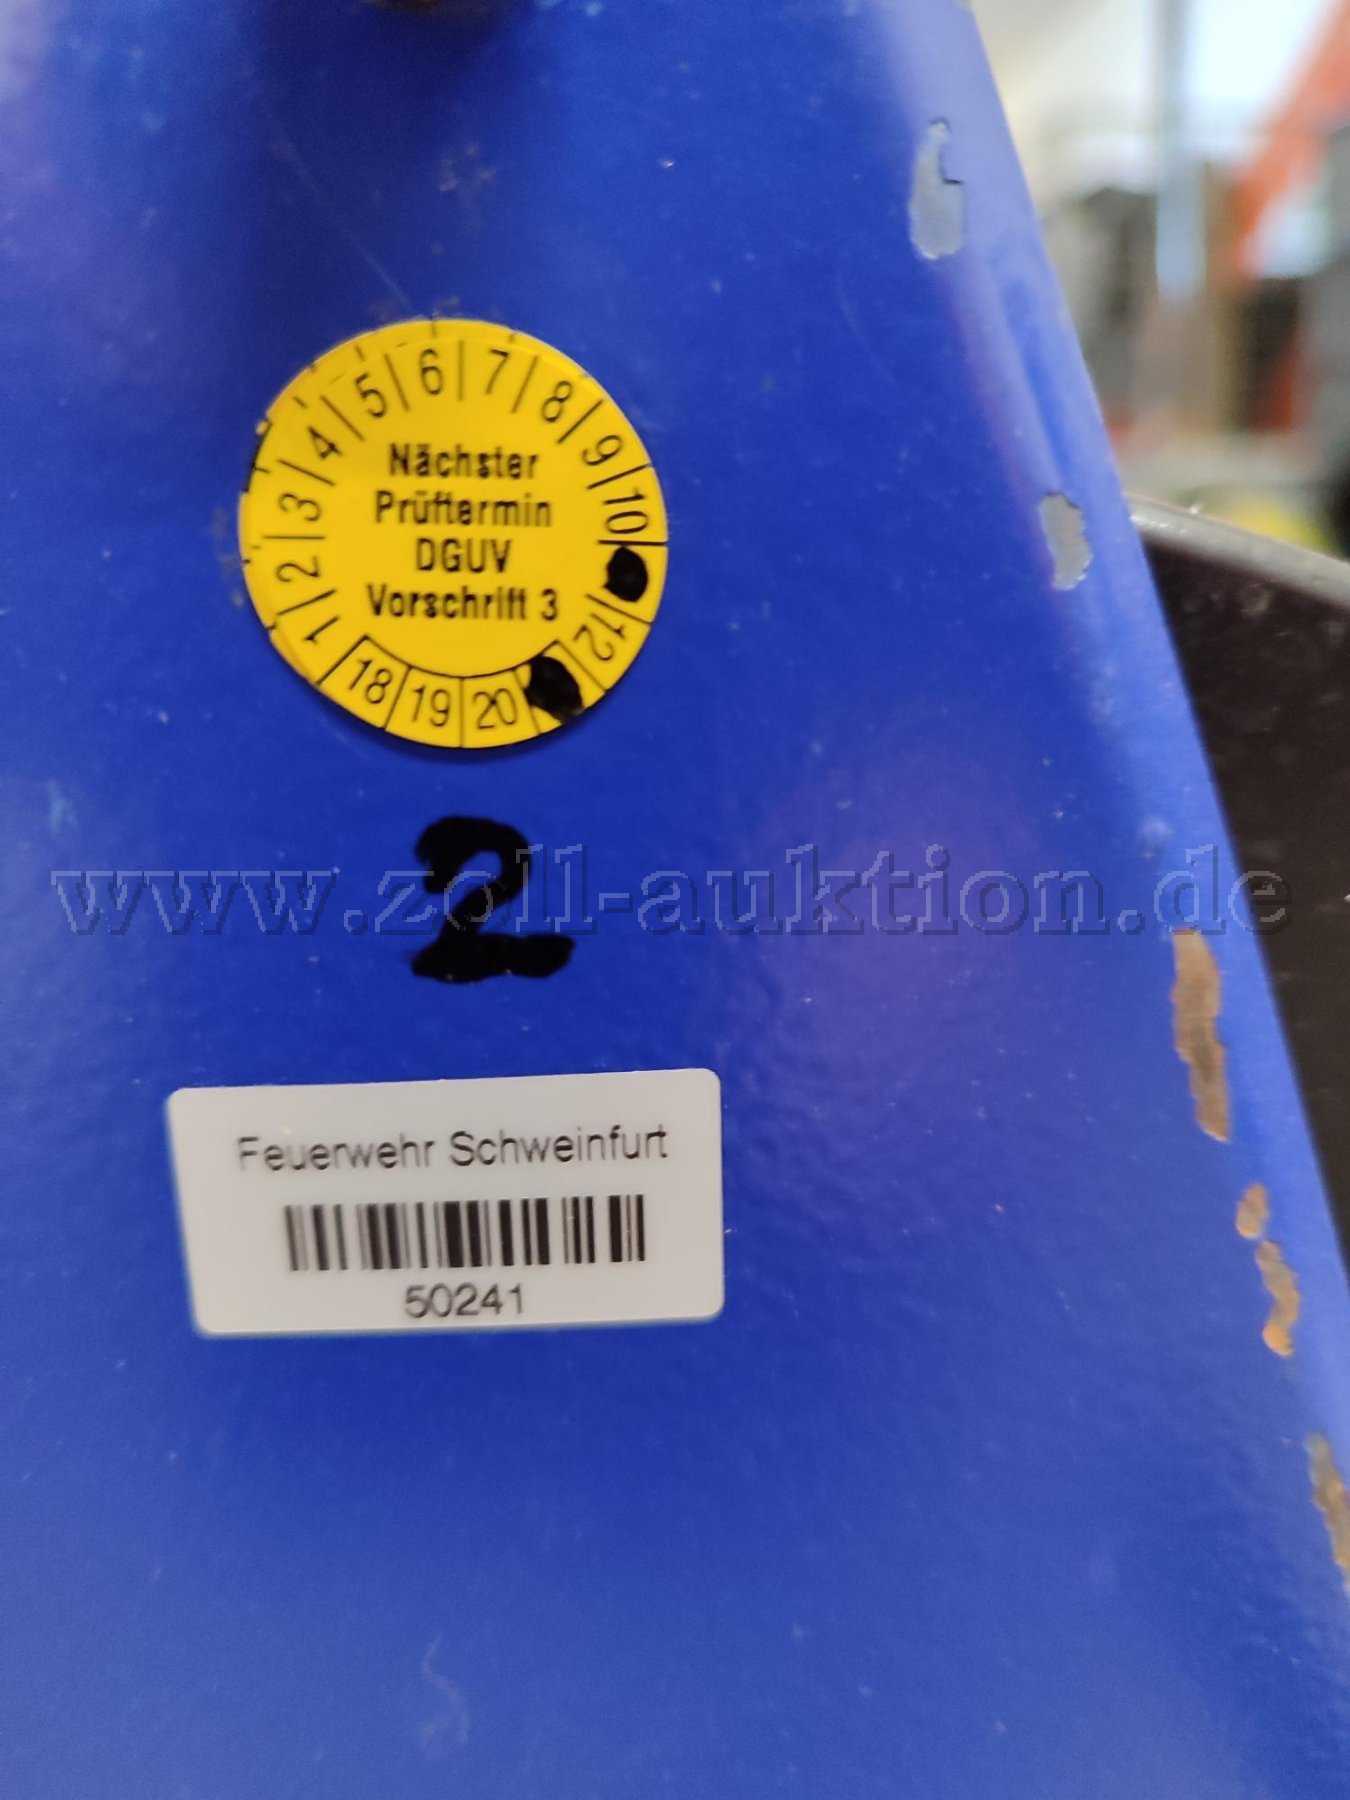 5 6 7 8
4 9
3 10
2 12
1
18 19 20
Nächster
Prüftermin
DGUV
Vorschrift 3
2
www.zoll-auktion.de
Feuerwehr Schweinfurt
50241